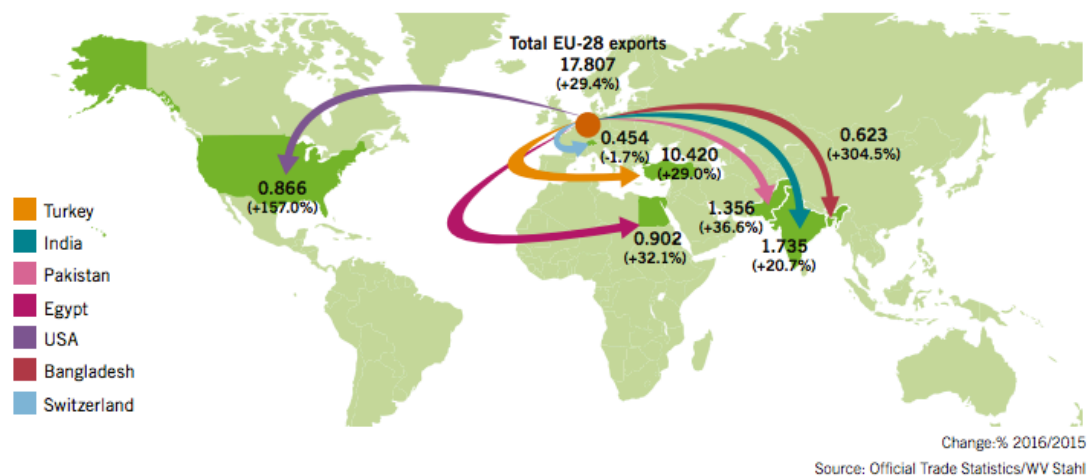 Total EU-28 exports
17.807
(+29.4%)
0.454
(-1.7%)
10.420
(+29.0%)
0.623
(+304.5%)
0.866
(+157.0%)
1.356
(+36.6%)
0.902
(+32.1%)
1.735
(+20.7%)
Turkey
India
Pakistan
Egypt
USA
Bangladesh
Switzerland
Change:% 2016/2015
Source: Official Trade Statistics/WV Stahl